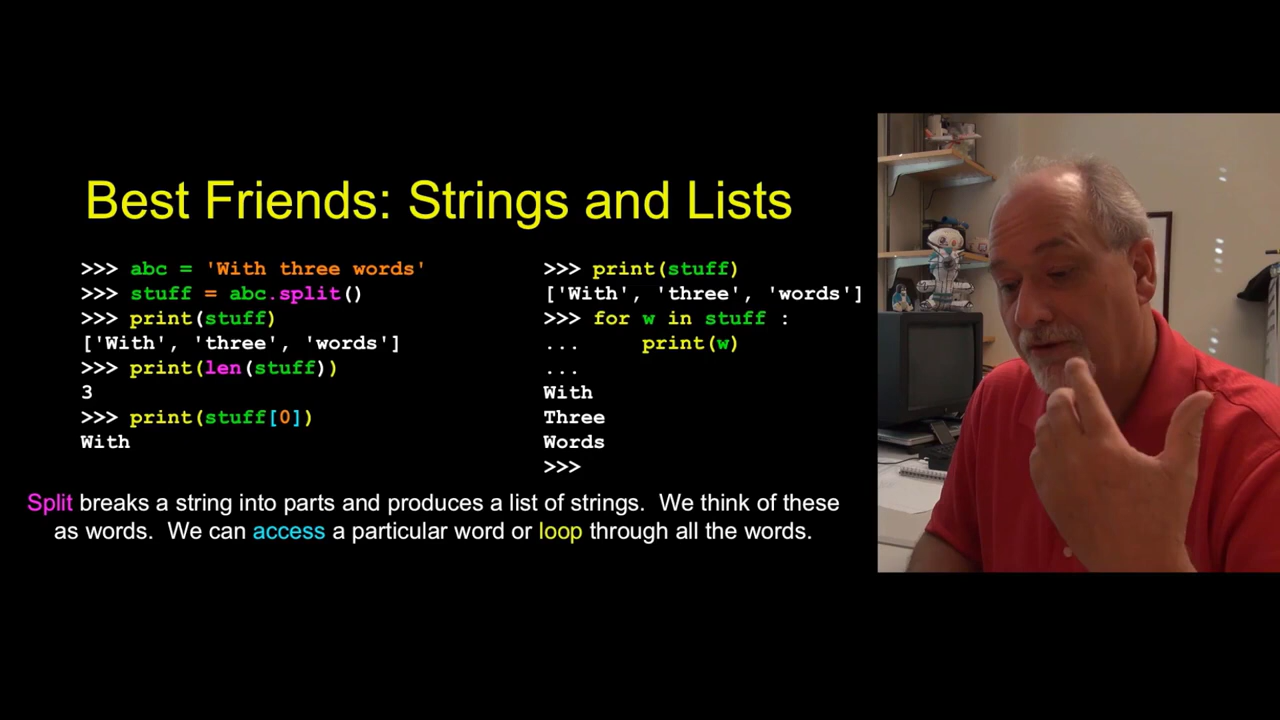 Best Friends: Strings and Lists
>>> abc = 'With three words'
>>> stuff = abc.split()
>>> print(stuff)
['With', 'three', 'words']
>>> print(len(stuff))
3
>>> print(stuff[0])
With
>>> print(stuff)
['With', 'three', 'words']
>>> for w in stuff :
...     print(w)
...
With
Three
Words
>>>
Split breaks a string into parts and produces a list of strings.  We think of these
as words.  We can access a particular word or loop through all the words.